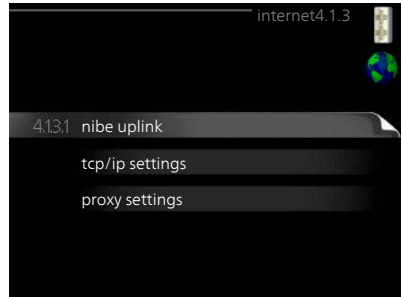 internet4.1.3
4.1.3.1 nibe uplink
tcp/ip settings
proxy settings